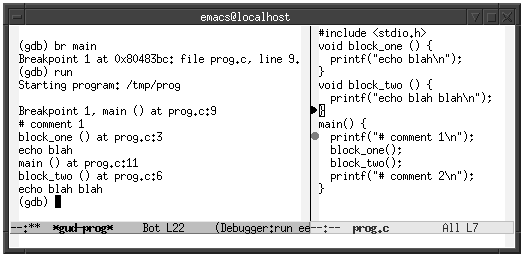 emacs@localhost
(gdb) br main
Breakpoint 1 at 0x80483bc: file prog.c, line 9.
(gdb) run
Starting program: /tmp/prog
Breakpoint 1, main () at prog.c:9
# comment 1
block_one () at prog.c:3
echo blah
main () at prog.c:11
block_two () at prog.c:6
echo blah blah
(gdb)
--:** *gud-prog* Bot L22 (Debugger:run ee
#include <stdio.h>
void block_one () {
printf("echo blah\n");
}
void block_two () {
printf("echo blah blah\n");
}
main() {
printf("# comment 1\n");
block_one();
block_two();
printf("# comment 2\n");
}
--:-- prog.c All L7